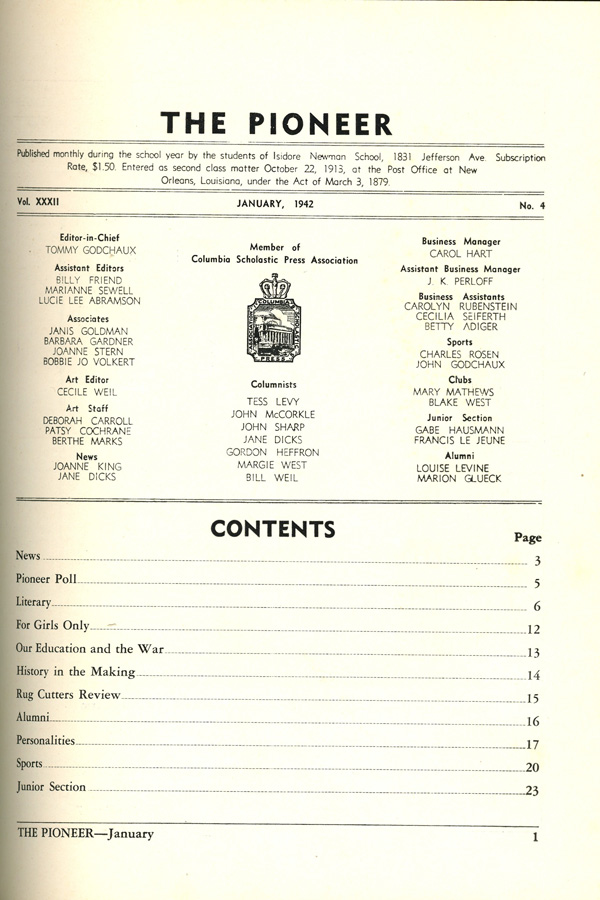 THE PIONEER
Published monthly during the school year by the students of Isidore Newman School, 1831 Jefferson Ave. Subscription
Rate, $1.50. Entered as second class matter October 22, 1913, at the Post Office at New
Orleans, Louisiana, under the Act of March 3, 1879.
Vol. XXXII JANUARY, 1942 No. 4
Editor-in-Chief
TOMMY GODCHAUX
Assistant Editors
BILLY FRIEND
MARIANNE SEWELL
LUCIE LEE ABRAMSON
Associates
JANIS GOLDMAN
BARBARA GARDNER
JOANNE STERN
BOBBIE JO VOLKERT
Art Editor
CECILE WEIL
Art Staff
DEBORAH CARROLL
PATSY COCHRANE
BERTHE MARKS
News
JOANNE KING
JANE DICKS
Member of
Columbia Scholastic Press Association
COLUMBIA
SCHOLASTIC
PRESS
ASSOCIATION
Columnists
TESS LEVY
JOHN McCORKLE
JOHN SHARP
JANE DICKS
GORDON HEFFRON
MARGIE WEST
BILL WEIL
Business Manager
CAROL HART
Assistant Business Manager
J. K. PERLOFF
Business Assistants
CAROLYN RUBENSTEIN
CECILIA SEIFERTH
BETTY ADIGER
Sports
CHARLES ROSEN
JOHN GODCHAUX
Clubs
MARY MATHEWS
BLAKE WEST
Junior Section
GABE HAUSMANN
FRANCIS LE JEUNE
Alumni
LOUISE LEVINE
MARION GLUECK
CONTENTS
Page
News 3
Pioneer Poll 5
Literary 6
For Girls Only 12
Our Education and the War 13
History in the Making 14
Rug Cutters Review 15
Alumni 16
Personalities 17
Sports 20
Junior Section 23
THE PIONEER—January 1